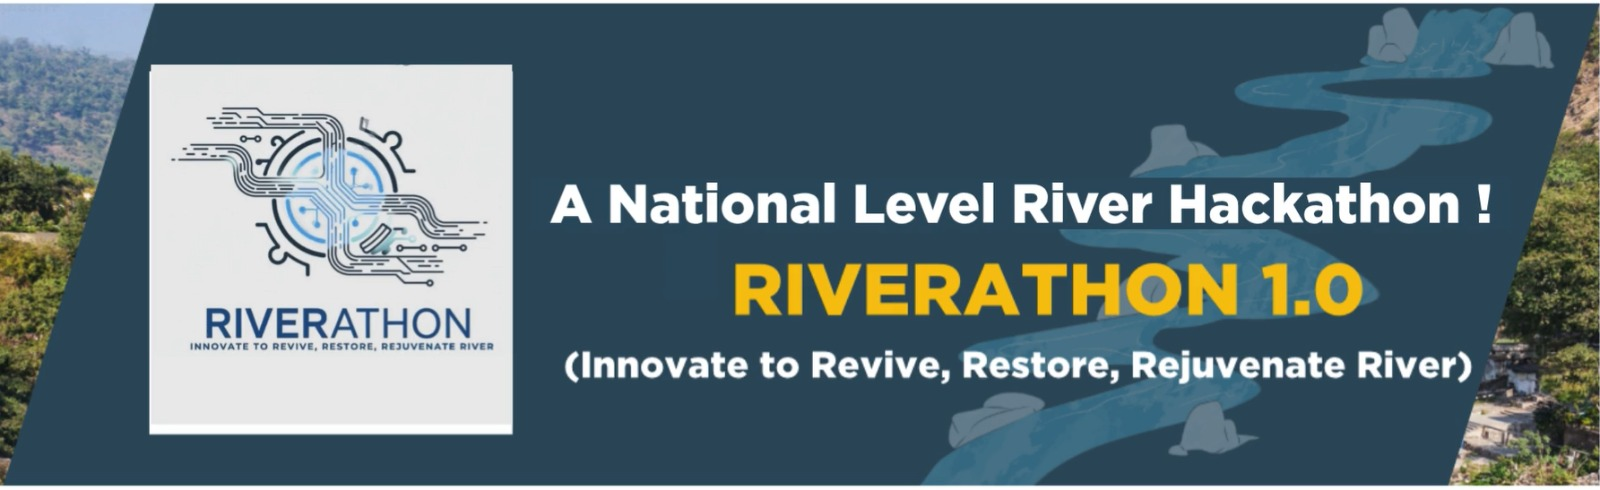 RIVERATHON
INNOVATE TO REVIVE, RESTORE, REJUVENATE RIVER
A National Level River Hackathon !
RIVERATHON 1.0
(Innovate to Revive, Restore, Rejuvenate River)